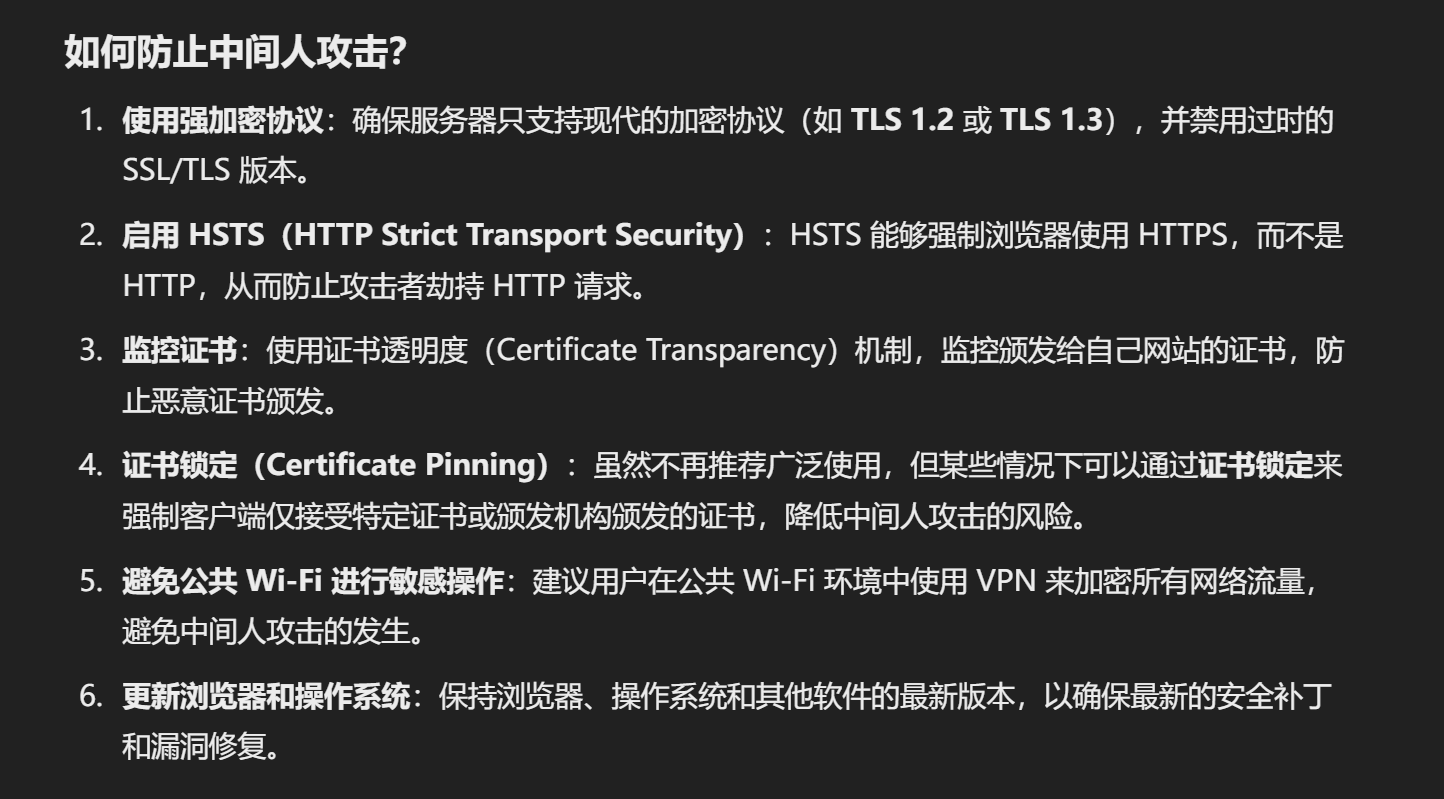 如何防止中间人攻击?
1. 使用强加密协议：确保服务器只支持现代的加密协议（如 TLS 1.2 或 TLS 1.3），并禁用过时的
SSL/TLS 版本。
2. 启用 HSTS（HTTP Strict Transport Security）：HSTS 能够强制浏览器使用 HTTPS，而不是
HTTP，从而防止攻击者劫持 HTTP 请求。
3. 监控证书：使用证书透明度（Certificate Transparency）机制，监控颁发给自己网站的证书，防
止恶意证书颁发。
4. 证书锁定（Certificate Pinning）：虽然不再推荐广泛使用，但某些情况下可以通过证书锁定来
强制客户端仅接受特定证书或颁发机构颁发的证书，降低中间人攻击的风险。
5. 避免公共 Wi-Fi 进行敏感操作：建议用户在公共 Wi-Fi 环境中使用 VPN 来加密所有网络流量，
避免中间人攻击的发生。
6. 更新浏览器和操作系统：保持浏览器、操作系统和其他软件的最新版本，以确保最新的安全补丁
和漏洞修复。